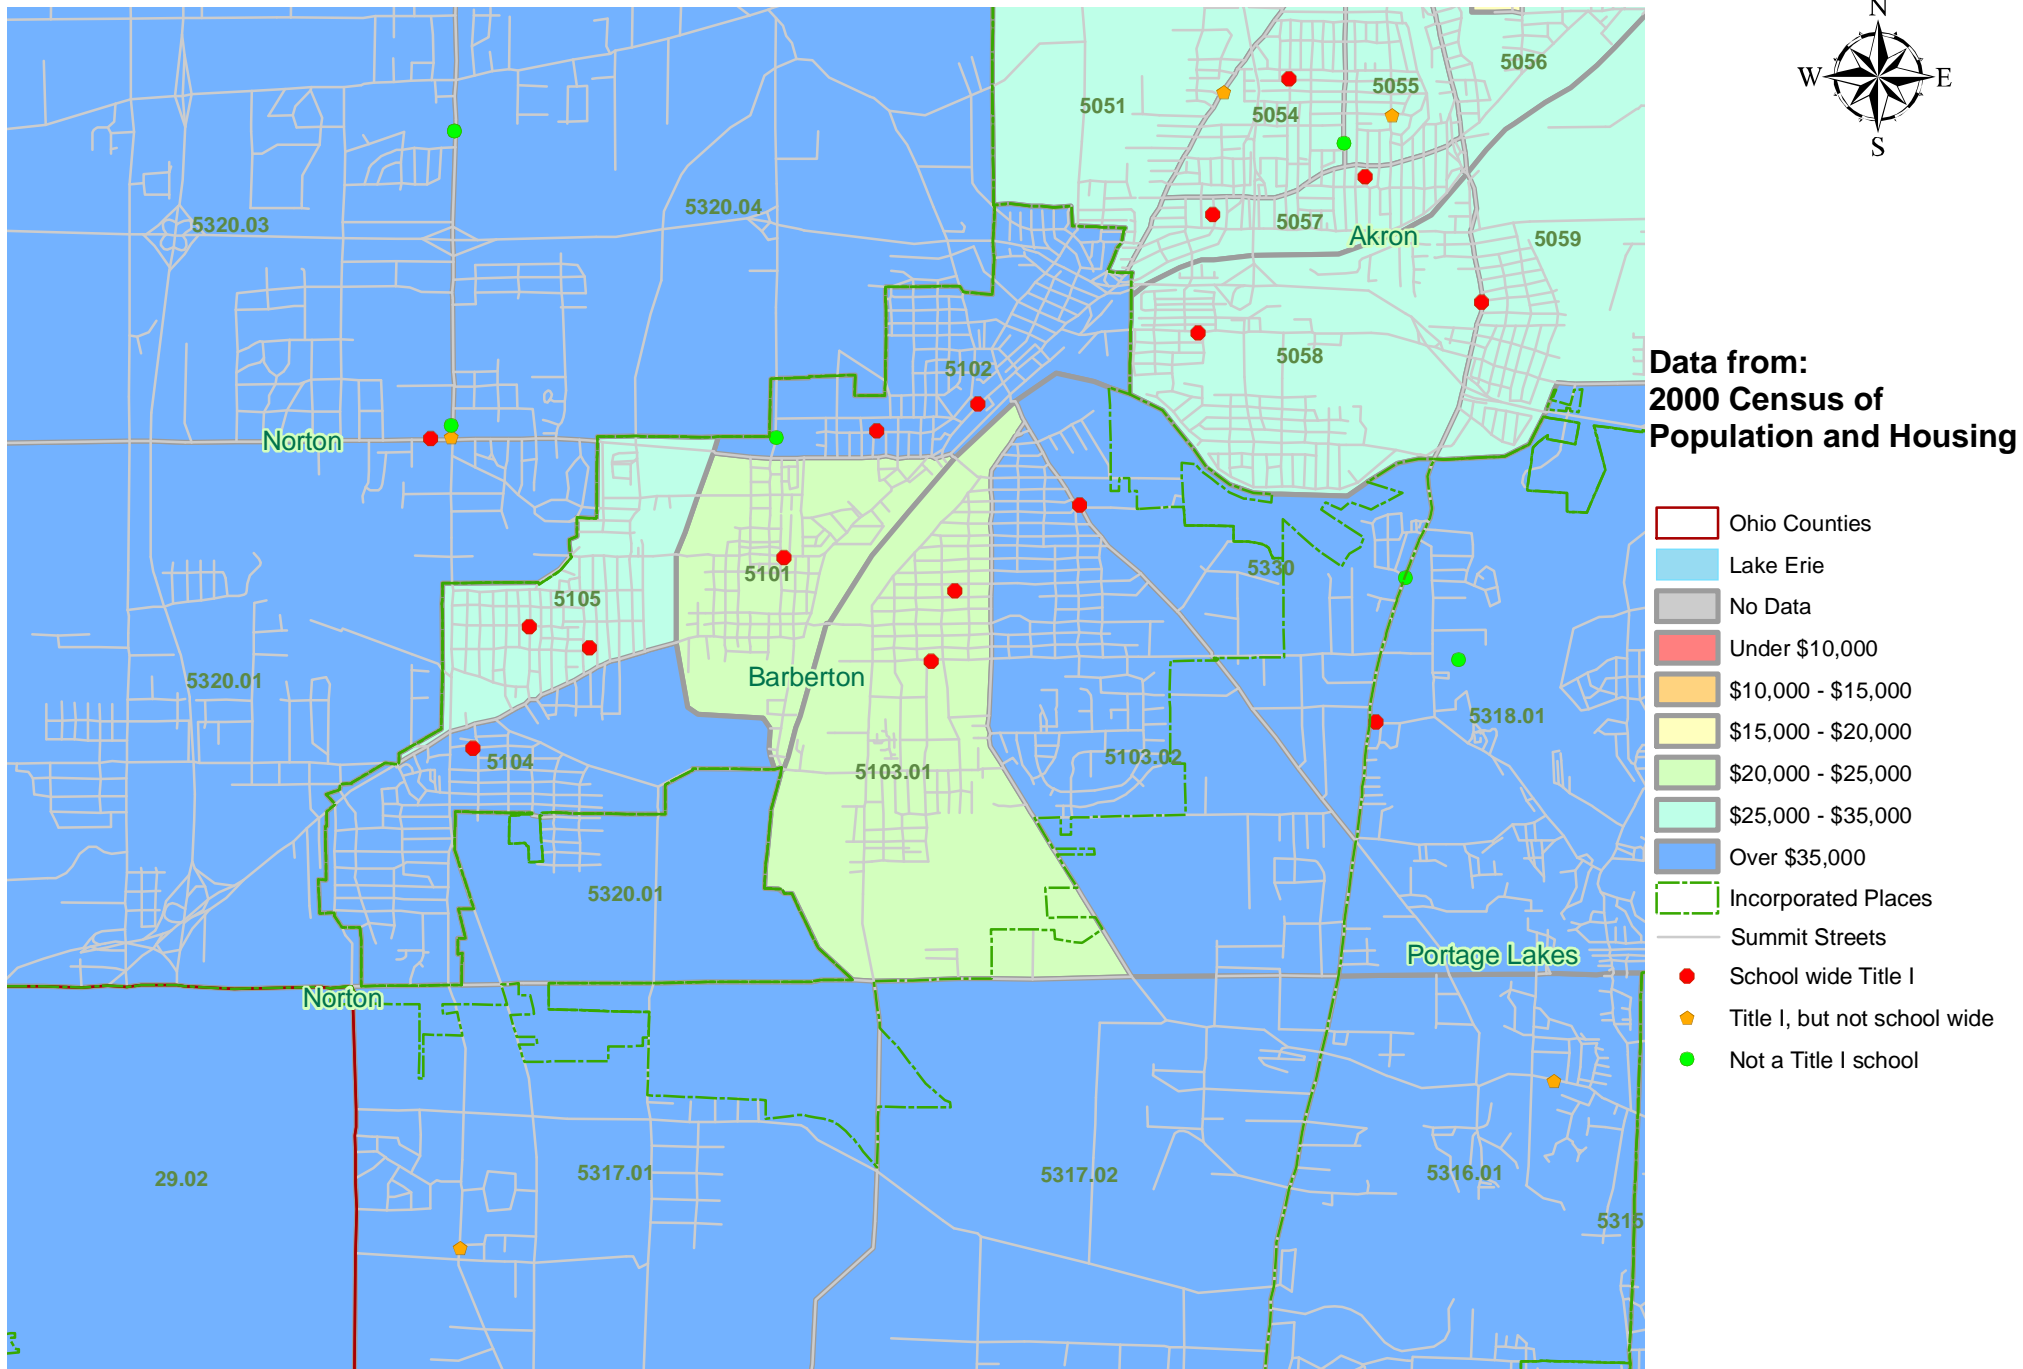 N
W
E
S
5056
5055
5051
5054
5320.04
5320.03
5057
Akron
5059
5058
5102
Norton
5101
5330
5105
Barberton
5320.01
5318.01
5103.02
5104
5103.01
5320.01
Portage Lakes
Norton
29.02
5317.01
5317.02
5316.01
5315
Data from:
2000 Census of
Population and Housing
Ohio Counties
Lake Erie
No Data
Under $10,000
$10,000 - $15,000
$15,000 - $20,000
$20,000 - $25,000
$25,000 - $35,000
Over $35,000
Incorporated Places
Summit Streets
School wide Title I
Title I, but not school wide
Not a Title I school